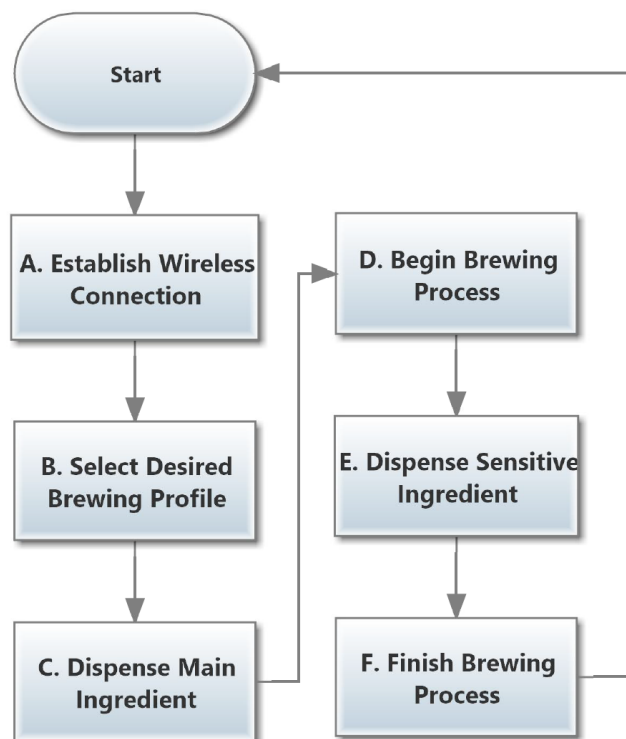 Start
A. Establish Wireless
Connection
B. Select Desired
Brewing Profile
C. Dispense Main
Ingredient
D. Begin Brewing
Process
E. Dispense Sensitive
Ingredient
F. Finish Brewing
Process